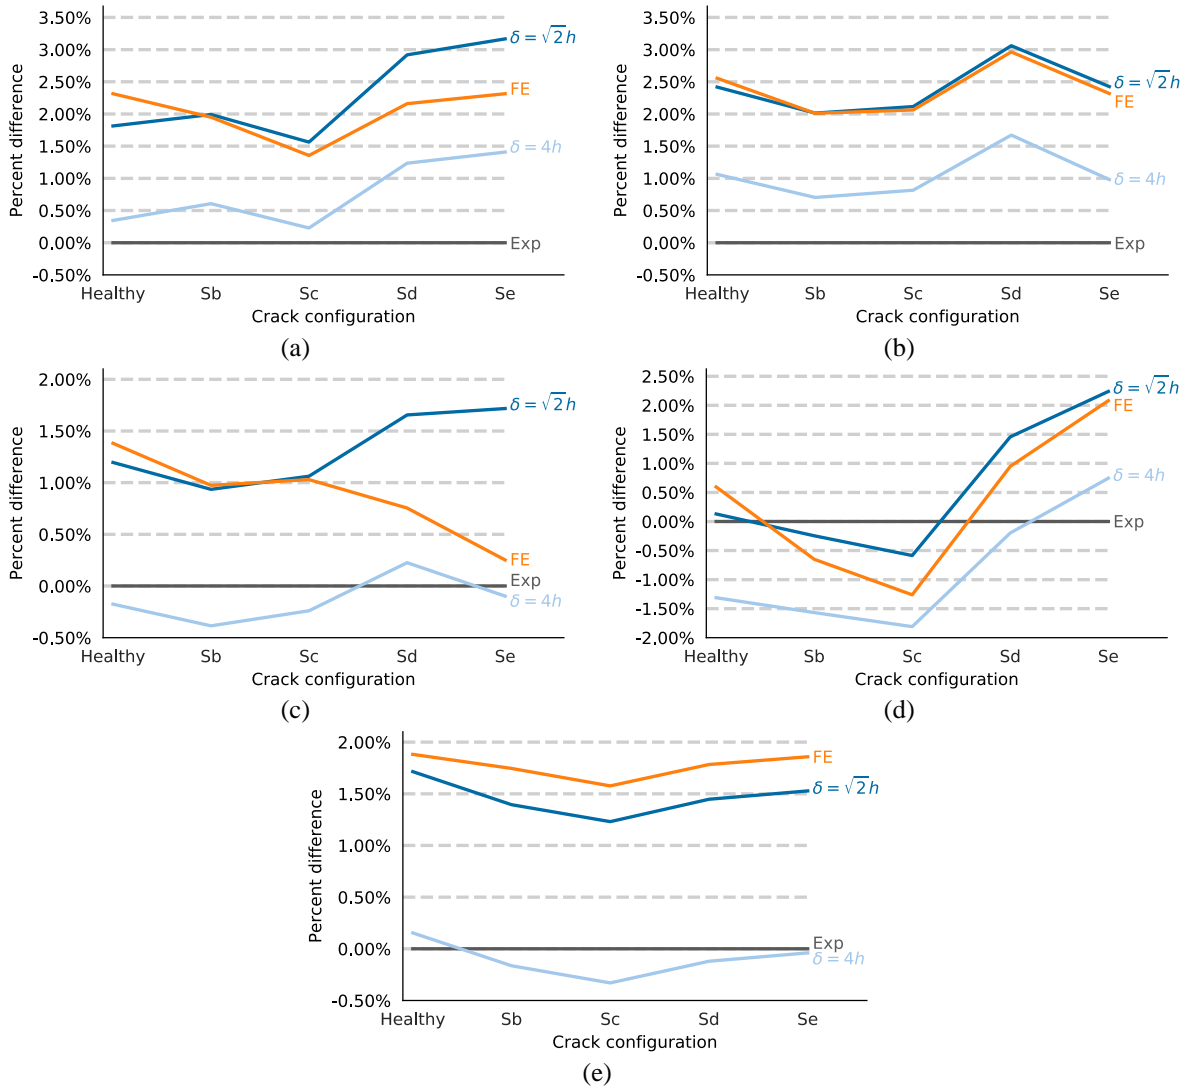 3.50%
3.00%
2.50%
2.00%
1.50%
1.00%
0.50%
0.00%
-0.50%
Percent difference
δ = √2h
FE
δ = 4h
Exp
Healthy Sb Sc Sd Se
Crack configuration
(a)
3.50%
3.00%
2.50%
2.00%
1.50%
1.00%
0.50%
0.00%
-0.50%
Percent difference
δ = √2h
FE
δ = 4h
Exp
Healthy Sb Sc Sd Se
Crack configuration
(b)
2.00%
1.50%
1.00%
0.50%
0.00%
-0.50%
Percent difference
δ = √2h
FE
Exp
δ = 4h
Healthy Sb Sc Sd Se
Crack configuration
(c)
2.50%
2.00%
1.50%
1.00%
0.50%
0.00%
-0.50%
-1.00%
-1.50%
-2.00%
Percent difference
δ = √2h
FE
δ = 4h
Exp
Healthy Sb Sc Sd Se
Crack configuration
(d)
2.00%
1.50%
1.00%
0.50%
0.00%
-0.50%
Percent difference
FE
δ = √2h
Exp
δ = 4h
Healthy Sb Sc Sd Se
Crack configuration
(e)